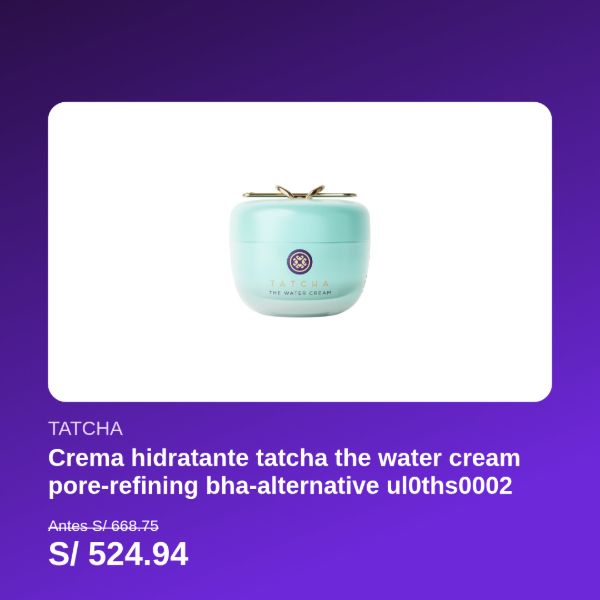 TATCHA
THE WATER CREAM
TATCHA
Crema hidratante tatcha the water cream
pore-refining bha-alternative ul0ths0002
Antes S/ 668.75
S/ 524.94